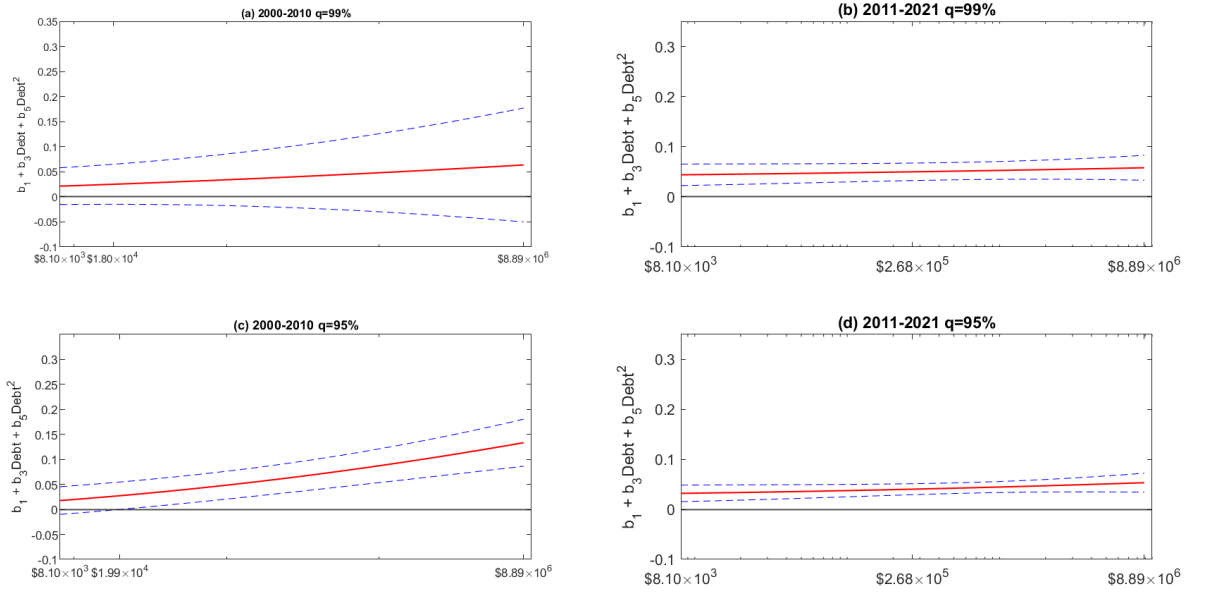 (a) 2000-2010 q=99%
b₁ + b₃Debt + b₅Debt²
0.35
0.3
0.25
0.2
0.15
0.1
0.05
0
-0.05
-0.1
$8.10×10³ $1.80×10⁴ $8.89×10⁶
(b) 2011-2021 q=99%
b₁ + b₃Debt + b₅Debt²
0.3
0.2
0.1
0
-0.1
$8.10×10³ $2.68×10⁵ $8.89×10⁶
(c) 2000-2010 q=95%
b₁ + b₃Debt + b₅Debt²
0.3
0.25
0.2
0.15
0.1
0.05
0
-0.05
-0.1
$8.10×10³ $1.99×10⁴ $8.89×10⁶
(d) 2011-2021 q=95%
b₁ + b₃Debt + b₅Debt²
0.3
0.2
0.1
0
-0.1
$8.10×10³ $2.68×10⁵ $8.89×10⁶